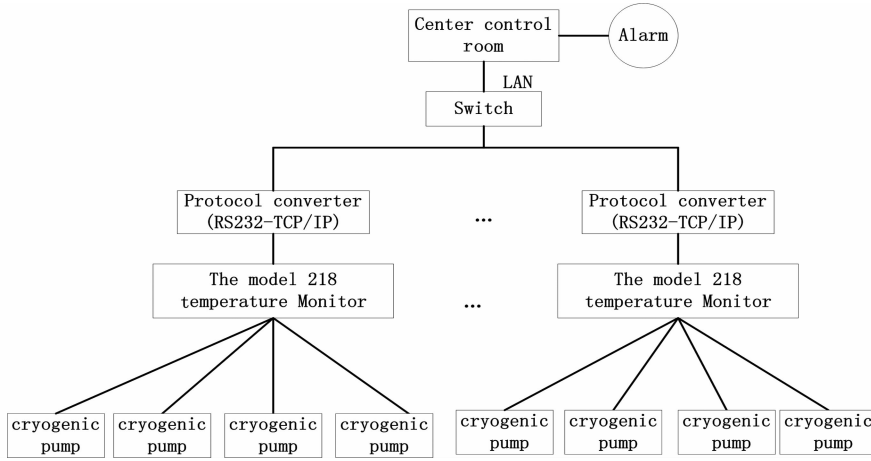 Center control
room
Alarm
LAN
Switch
Protocol converter
(RS232-TCP/IP)
...
Protocol converter
(RS232-TCP/IP)
The model 218
temperature Monitor
...
The model 218
temperature Monitor
cryogenic
pump
cryogenic
pump
cryogenic
pump
cryogenic
pump
cryogenic
pump
cryogenic
pump
cryogenic
pump
cryogenic
pump